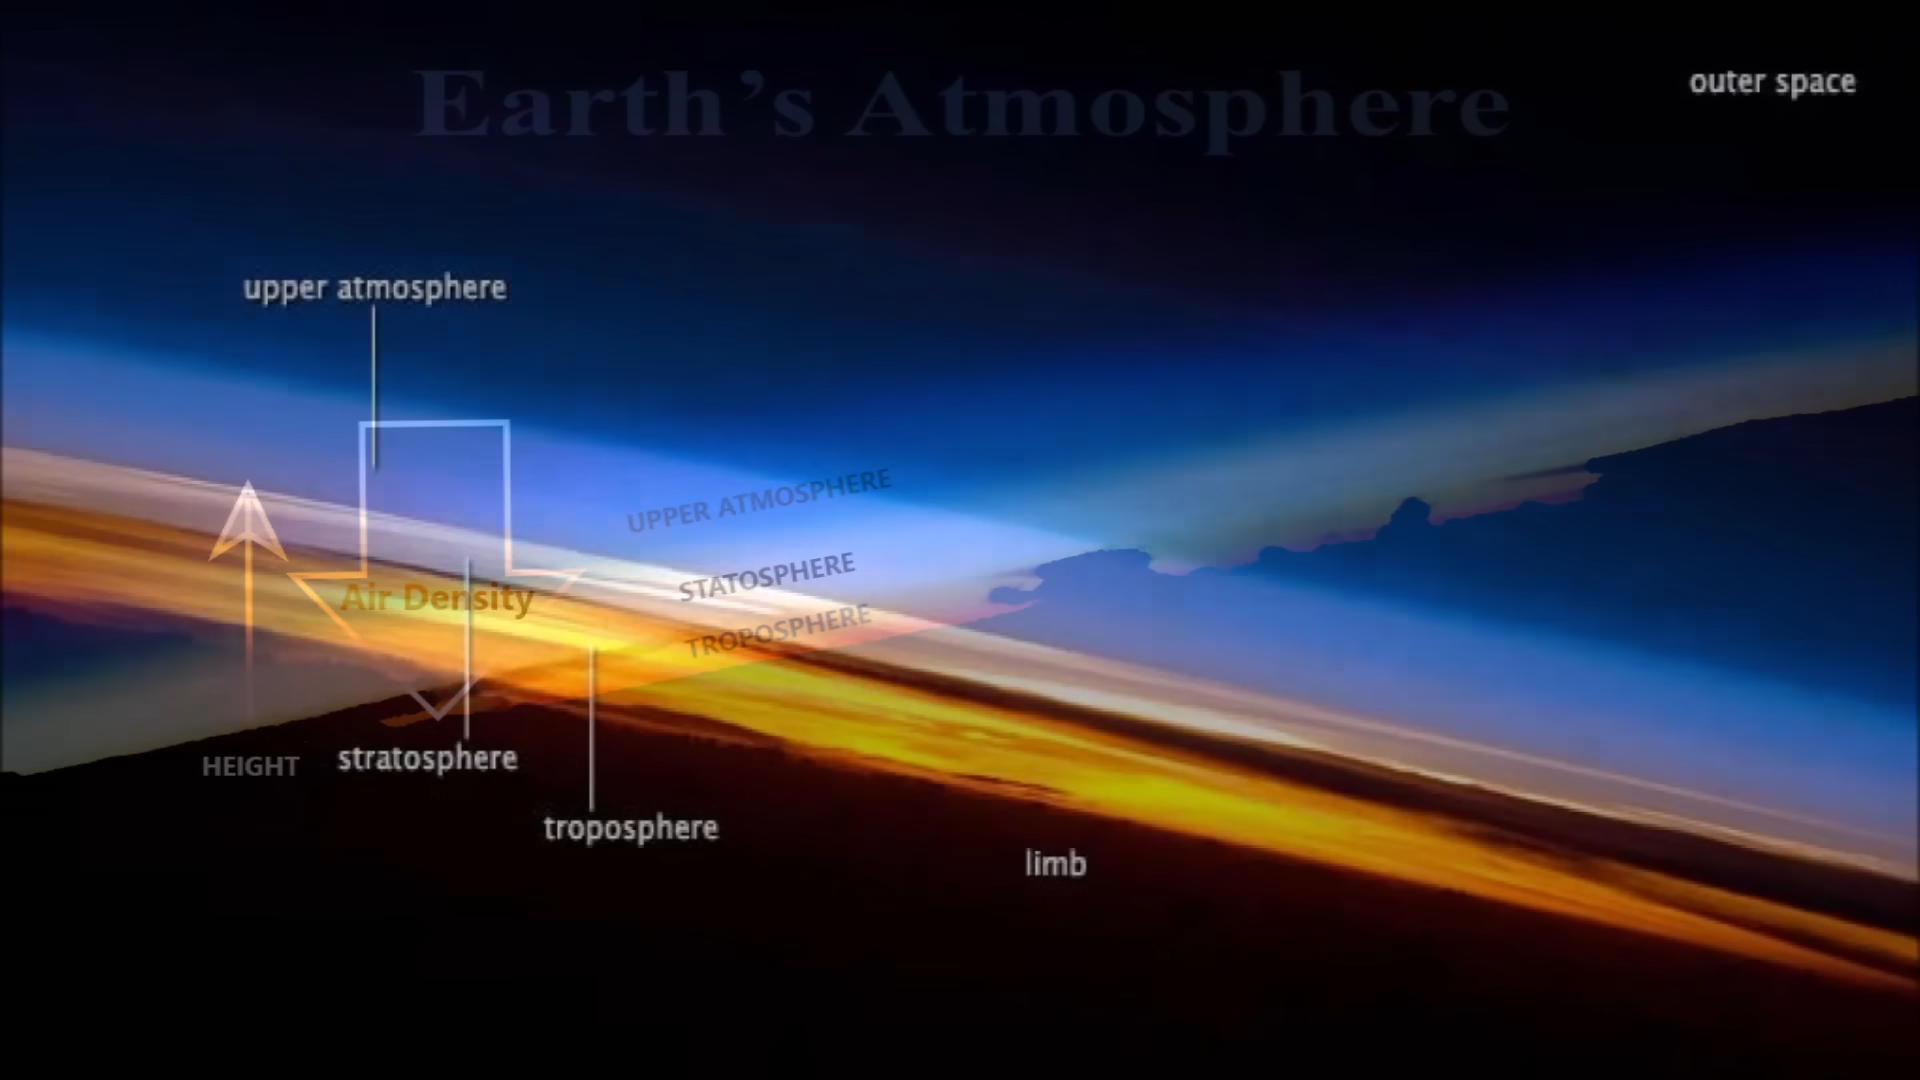 Earth’s Atmosphere
outer space
upper atmosphere
UPPER ATMOSPHERE
STATOSPHERE
Air Density
TROPOSPHERE
HEIGHT
stratosphere
troposphere
limb